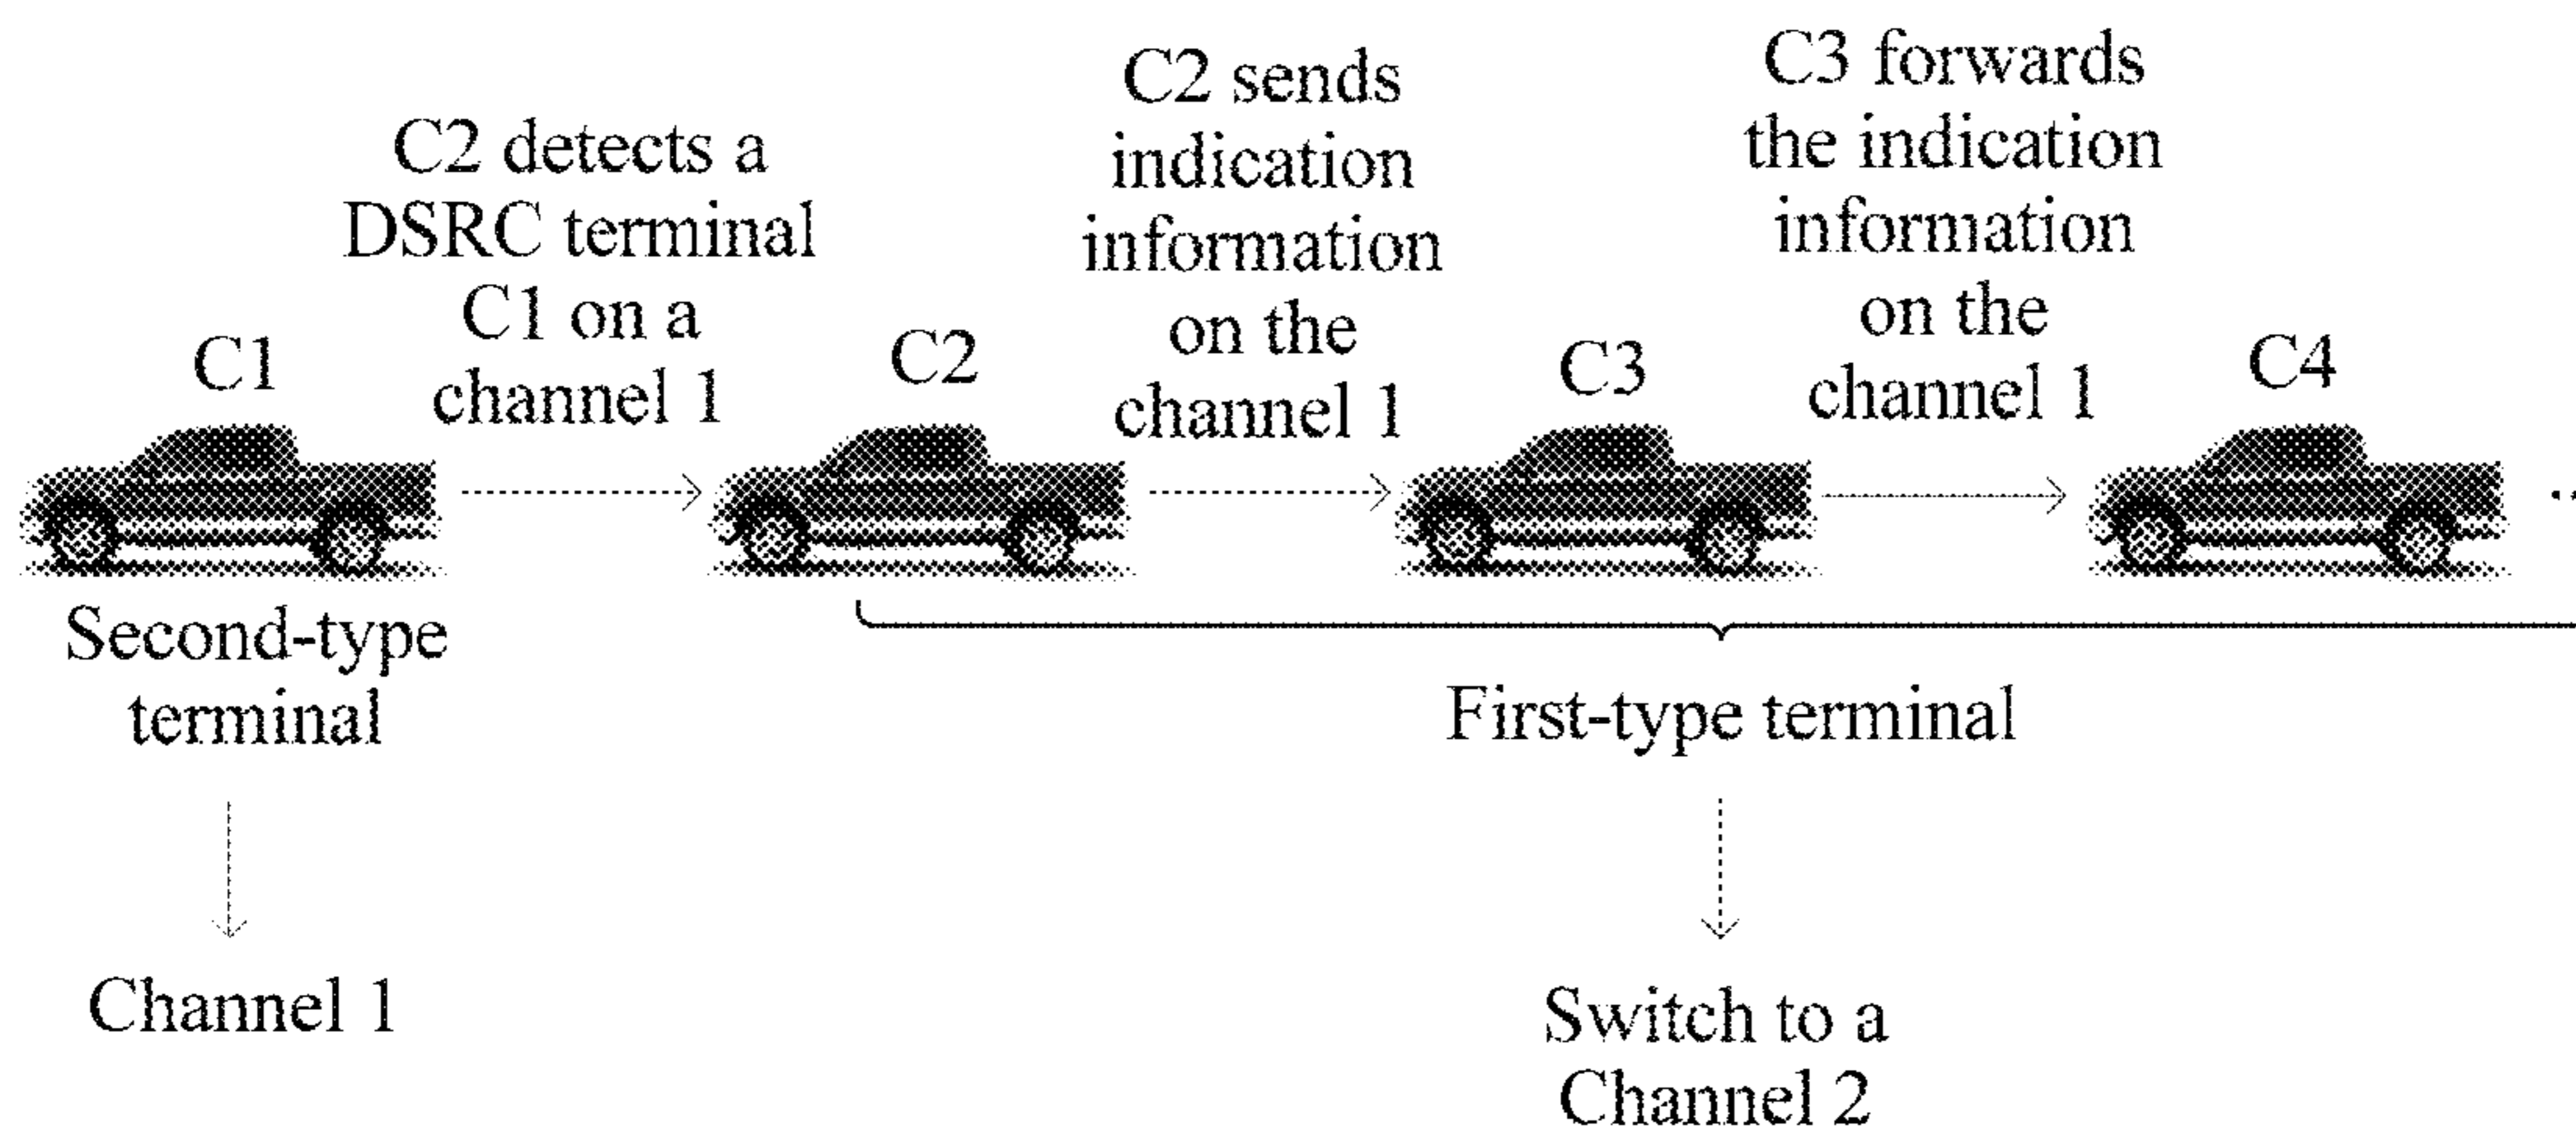 C1
C2 detects a
DSRC terminal
C1 on a
channel 1
C2
C2 sends
indication
information
on the
channel 1
C3
C3 forwards
the indication
information
on the
channel 1
C4
Second-type
terminal
First-type terminal
Channel 1
Switch to a
Channel 2